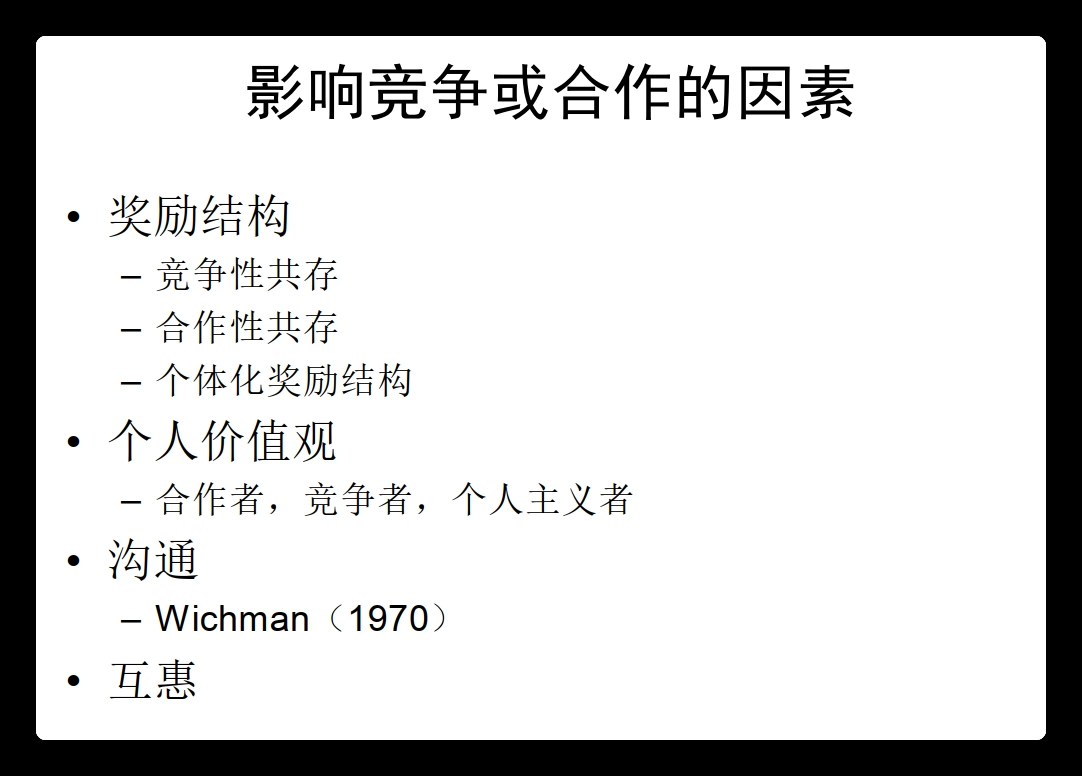 影响竞争或合作的因素
• 奖励结构
– 竞争性共存
– 合作性共存
– 个体化奖励结构
• 个人价值观
– 合作者，竞争者，个人主义者
• 沟通
– Wichman（1970）
• 互惠